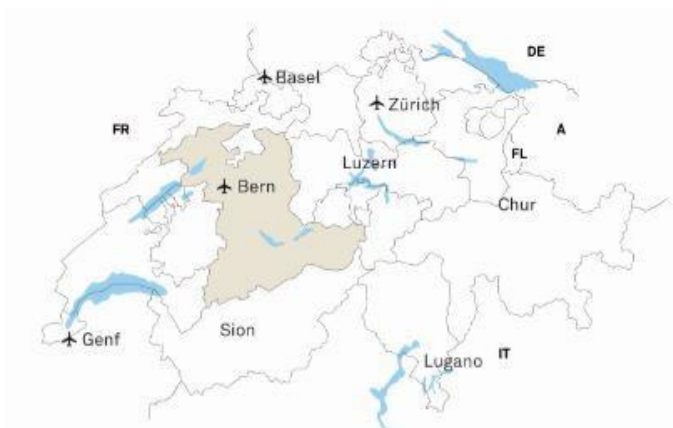 DE
Basel
Zürich
FR
A
FL
Luzern
Bern
Chur
Sion
Genf
Lugano
IT